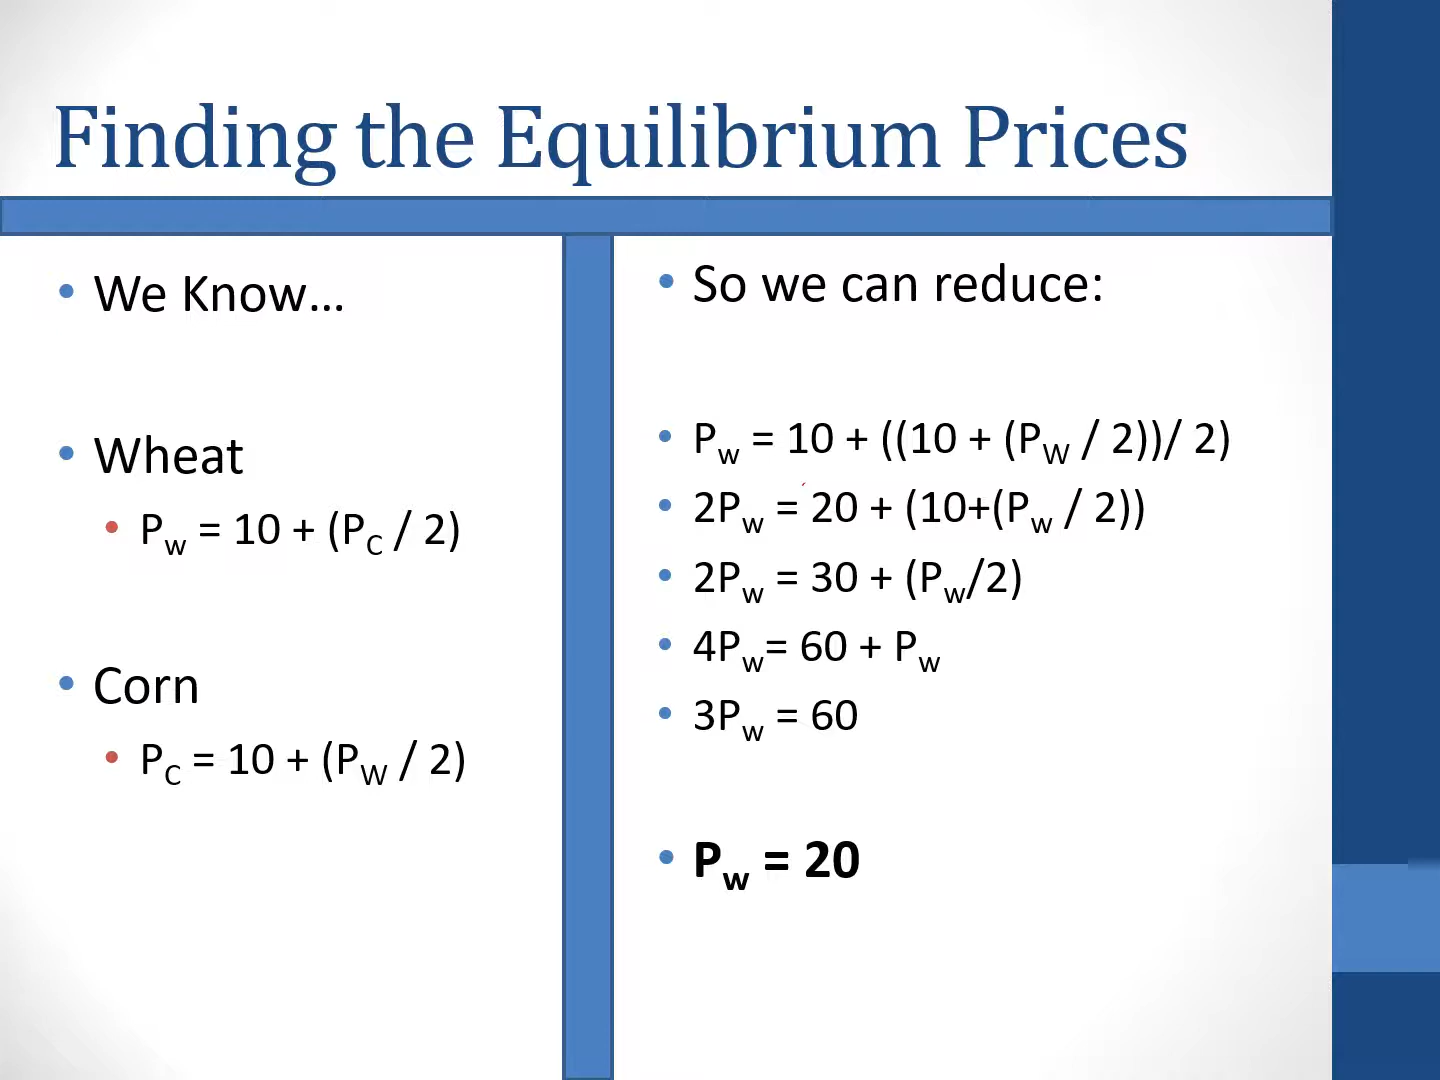 Finding the Equilibrium Prices
• We Know…
• Wheat
• Pw = 10 + (PC / 2)
• Corn
• PC = 10 + (PW / 2)
• So we can reduce:
• Pw = 10 + ((10 + (PW / 2))/ 2)
• 2Pw = 20 + (10+(Pw / 2))
• 2Pw = 30 + (Pw/2)
• 4Pw= 60 + Pw
• 3Pw = 60
• Pw = 20